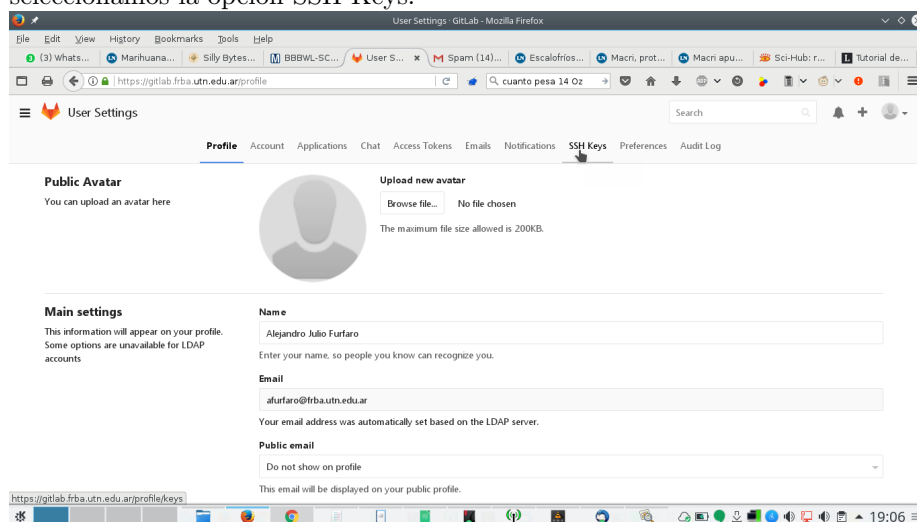 seleccionamos la opción SSH Keys.
User Settings · GitLab - Mozilla Firefox
File Edit View History Bookmarks Tools Help
(3) Whats... Marihuana... Silly Bytes... BBBWL-SC... User S... Spam (14)... Escalofríos... Macri, prot... Macri apu... Sci-Hub: r... Tutorial de...
https://gitlab.frba.utn.edu.ar/profile cuanto pesa 14 Oz
User Settings Search
Profile Account Applications Chat Access Tokens Emails Notifications SSH Keys Preferences Audit Log
Public Avatar Upload new avatar
You can upload an avatar here Browse file... No file chosen
The maximum file size allowed is 200KB.
Main settings Name
This information will appear on your profile. Alejandro Julio Furfaro
Some options are unavailable for LDAP Enter your name, so people you know can recognize you.
accounts
Email
afurfaro@frba.utn.edu.ar
Your email address was automatically set based on the LDAP server.
Public email
Do not show on profile
This email will be displayed on your public profile.
https://gitlab.frba.utn.edu.ar/profile/keys
19:06